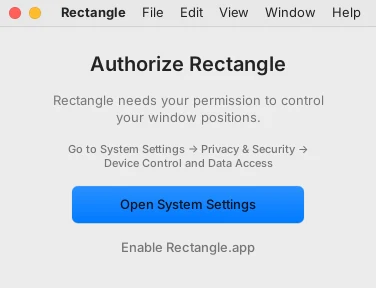 Rectangle File Edit View Window Help
Authorize Rectangle
Rectangle needs your permission to control
your window positions.
Go to System Settings → Privacy & Security →
Device Control and Data Access
Open System Settings
Enable Rectangle.app